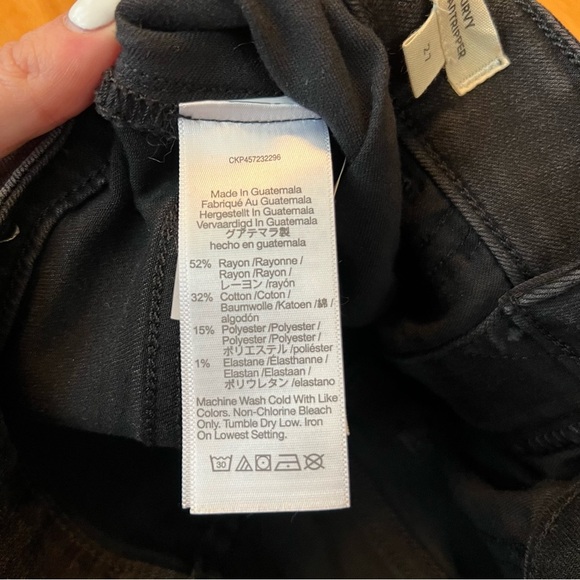 CURVY
27
CKP457232296
Made In Guatemala
Fabriqué Au Guatemala
Hergestellt In Guatemala
Vervaardigd In Guatemala
グアテマラ製
hecho en guatemala
52% Rayon /Rayonne/
Rayon /Rayon /
レーヨン /rayón
32% Cotton /Coton/
Baumwolle /Katoen /綿 /
algodón
15% Polyester /Polyester/
Polyester /Polyester /
ポリエステル /poliéster
1% Elastane /Élasthanne /
Elastan /Elastaan /
ポリウレタン /elastano
Machine Wash Cold With Like
Colors. Non-Chlorine Bleach
Only. Tumble Dry Low. Iron
On Lowest Setting.
30